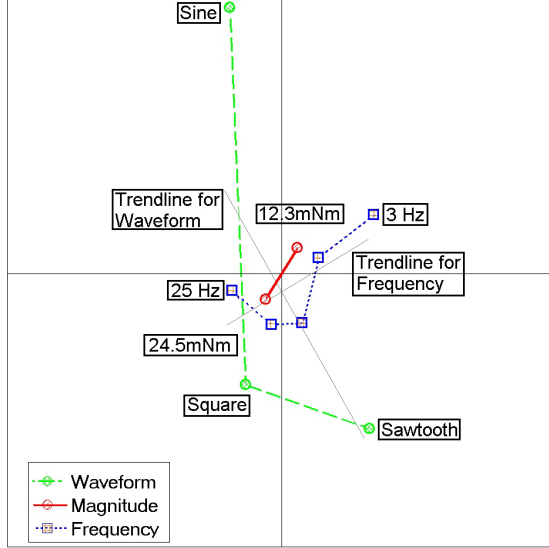 Sine
Trendline for
Waveform
12.3mNm
3 Hz
Trendline for
Frequency
25 Hz
24.5mNm
Square
Sawtooth
Waveform
Magnitude
Frequency